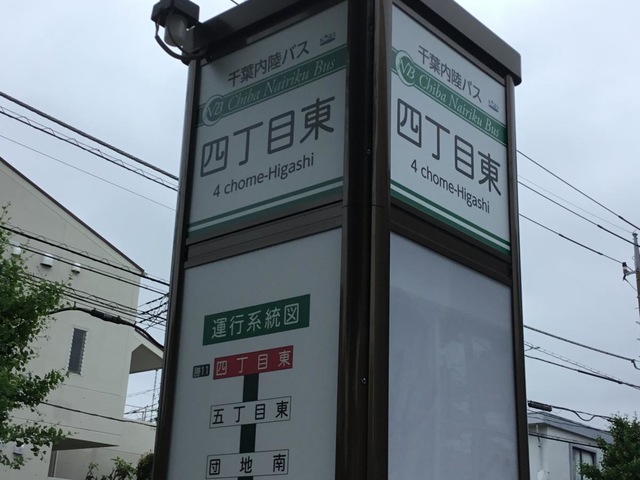 千葉内陸バス
Chiba Nairiku Bus
四丁目東
4 chome-Higashi
運行系統図
四丁目東
五丁目東
団地南
千葉内陸バス
Chiba Nairiku Bus
四丁目東
4 chome-Higashi